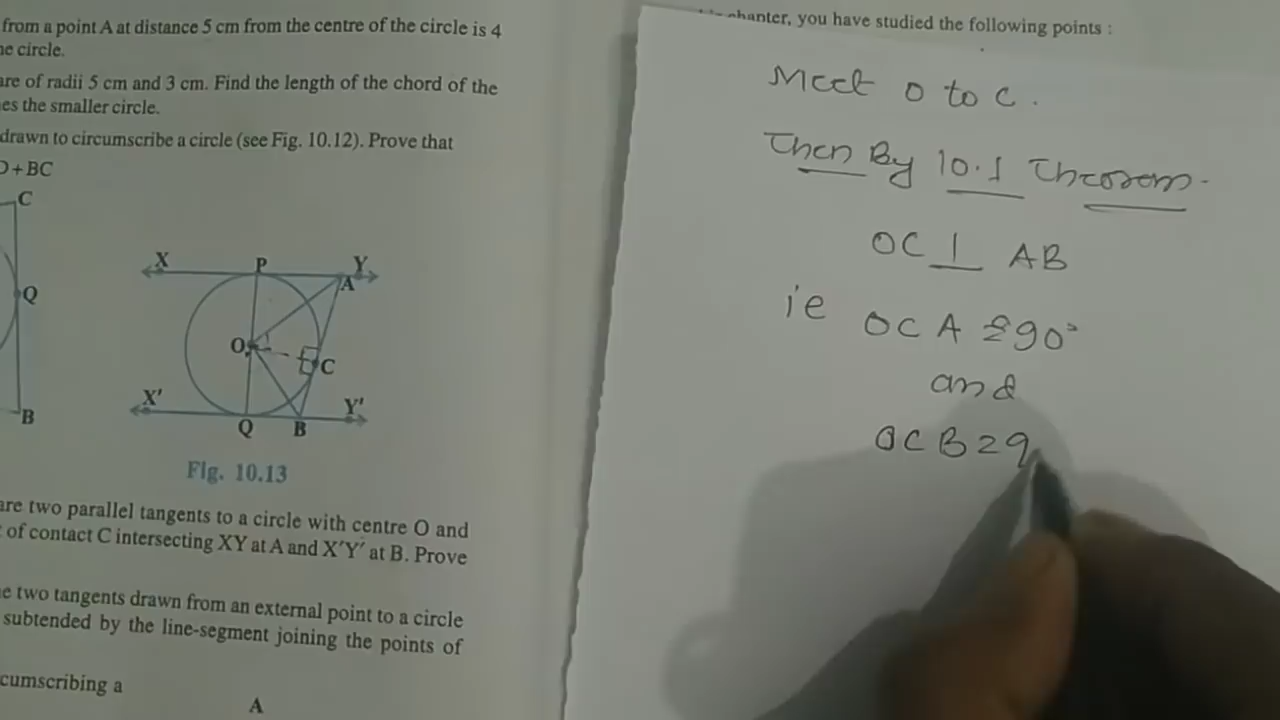 from a point A at distance 5 cm from the centre of the circle is 4
he circle.
are of radii 5 cm and 3 cm. Find the length of the chord of the
es the smaller circle.
drawn to circumscribe a circle (see Fig. 10.12). Prove that
D + BC
C
Q
B
X P Y
A
O
C
X' Y'
Q B
Fig. 10.13
are two parallel tangents to a circle with centre O and
of contact C intersecting XY at A and X'Y' at B. Prove
e two tangents drawn from an external point to a circle
subtended by the line-segment joining the points of
cumscribing a
A
chapter, you have studied the following points :
Meet O to C.
Then By 10.1 Theorem.
OC ⊥ AB
ie OCA = 90°
and
OCB = 9